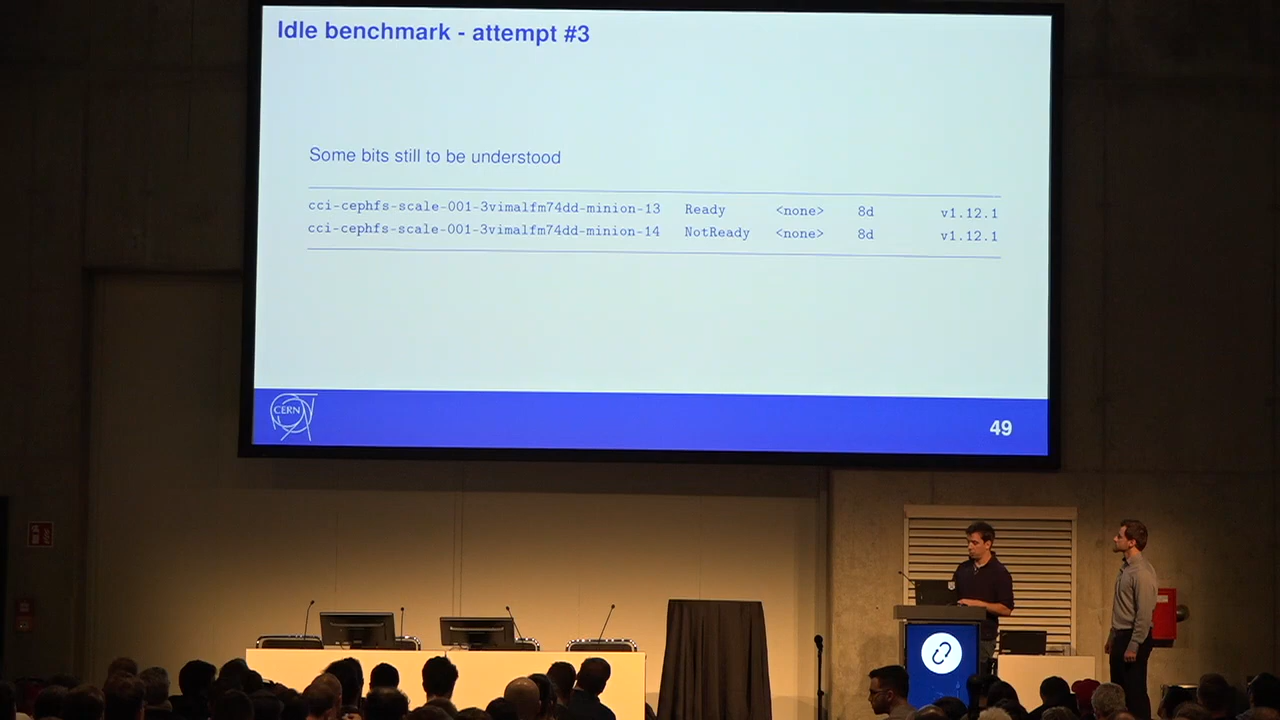 Idle benchmark - attempt #3
Some bits still to be understood
cci-cephfs-scale-001-3vimalfm74dd-minion-13 Ready <none> 8d v1.12.1
cci-cephfs-scale-001-3vimalfm74dd-minion-14 NotReady <none> 8d v1.12.1
CERN
49